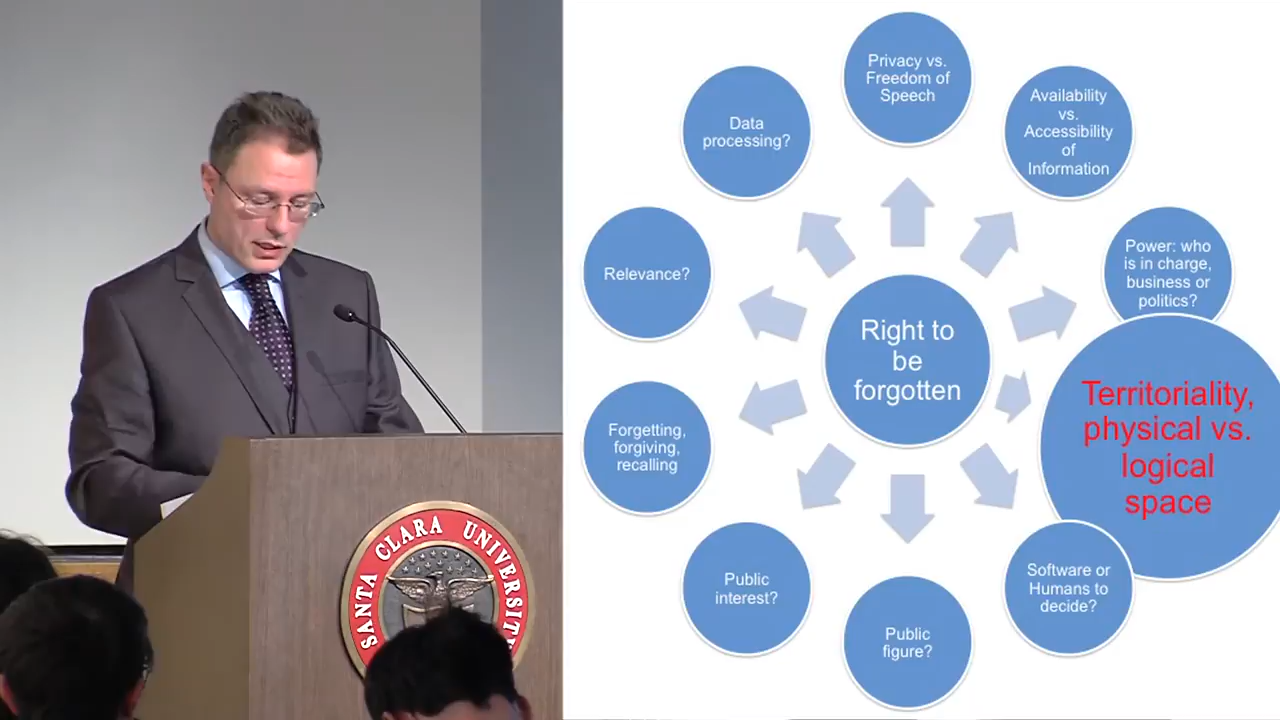 SANTA CLARA UNIVERSITY
Privacy vs.
Freedom of
Speech
Availability
vs.
Accessibility
of
Information
Power: who
is in charge,
business or
politics?
Territoriality,
physical vs.
logical
space
Software or
Humans to
decide?
Public
figure?
Public
interest?
Forgetting,
forgiving,
recalling
Relevance?
Data
processing?
Right to
be
forgotten